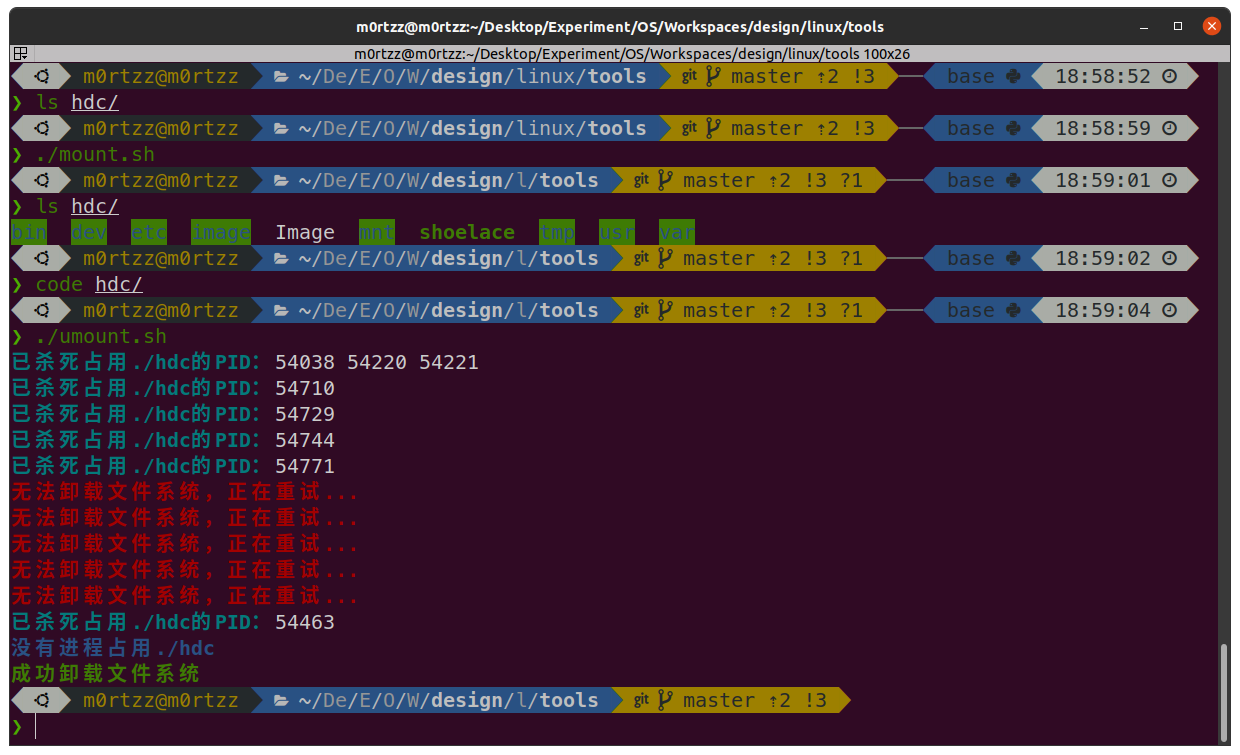 m0rtzz@m0rtzz:~/Desktop/Experiment/OS/Workspaces/design/linux/tools
m0rtzz@m0rtzz:~/Desktop/Experiment/OS/Workspaces/design/linux/tools 100x26
m0rtzz@m0rtzz ~/De/E/O/W/design/linux/tools git master ⇡2 !3 base 18:58:52
❯ ls hdc/
m0rtzz@m0rtzz ~/De/E/O/W/design/linux/tools git master ⇡2 !3 base 18:58:59
❯ ./mount.sh
m0rtzz@m0rtzz ~/De/E/O/W/design/l/tools git master ⇡2 !3 ?1 base 18:59:01
❯ ls hdc/
bin dev etc image Image mnt shoelace tmp usr var
m0rtzz@m0rtzz ~/De/E/O/W/design/l/tools git master ⇡2 !3 ?1 base 18:59:02
❯ code hdc/
m0rtzz@m0rtzz ~/De/E/O/W/design/l/tools git master ⇡2 !3 ?1 base 18:59:04
❯ ./umount.sh
已杀死占用./hdc的PID: 54038 54220 54221
已杀死占用./hdc的PID: 54710
已杀死占用./hdc的PID: 54729
已杀死占用./hdc的PID: 54744
已杀死占用./hdc的PID: 54771
无法卸载文件系统，正在重试...
无法卸载文件系统，正在重试...
无法卸载文件系统，正在重试...
无法卸载文件系统，正在重试...
无法卸载文件系统，正在重试...
已杀死占用./hdc的PID: 54463
没有进程占用./hdc
成功卸载文件系统
m0rtzz@m0rtzz ~/De/E/O/W/design/l/tools git master ⇡2 !3
❯